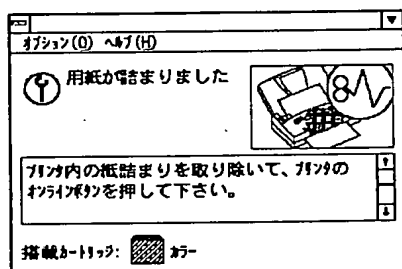 ｵﾌﾟｼｮﾝ(O) ﾍﾙﾌﾟ(H)
用紙が詰まりました
ﾌﾟﾘﾝﾀ内の紙詰まりを取り除いて、ﾌﾟﾘﾝﾀの
ｵﾝﾗｲﾝﾎﾞﾀﾝを押して下さい。
搭載ｶｰﾄﾘｯｼﾞ: ｶﾗｰ